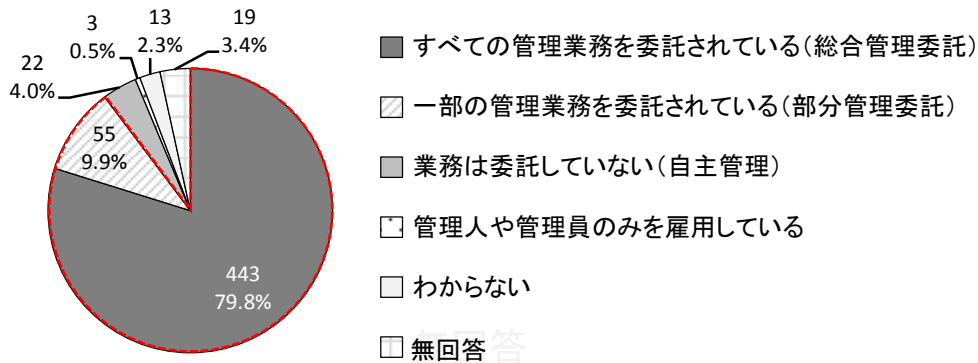 19
3.4%
13
2.3%
3
0.5%
22
4.0%
55
9.9%
443
79.8%
すべての管理業務を委託されている（総合管理委託）
一部の管理業務を委託されている（部分管理委託）
業務は委託していない（自主管理）
管理人や管理員のみを雇用している
わからない
無回答
無回答